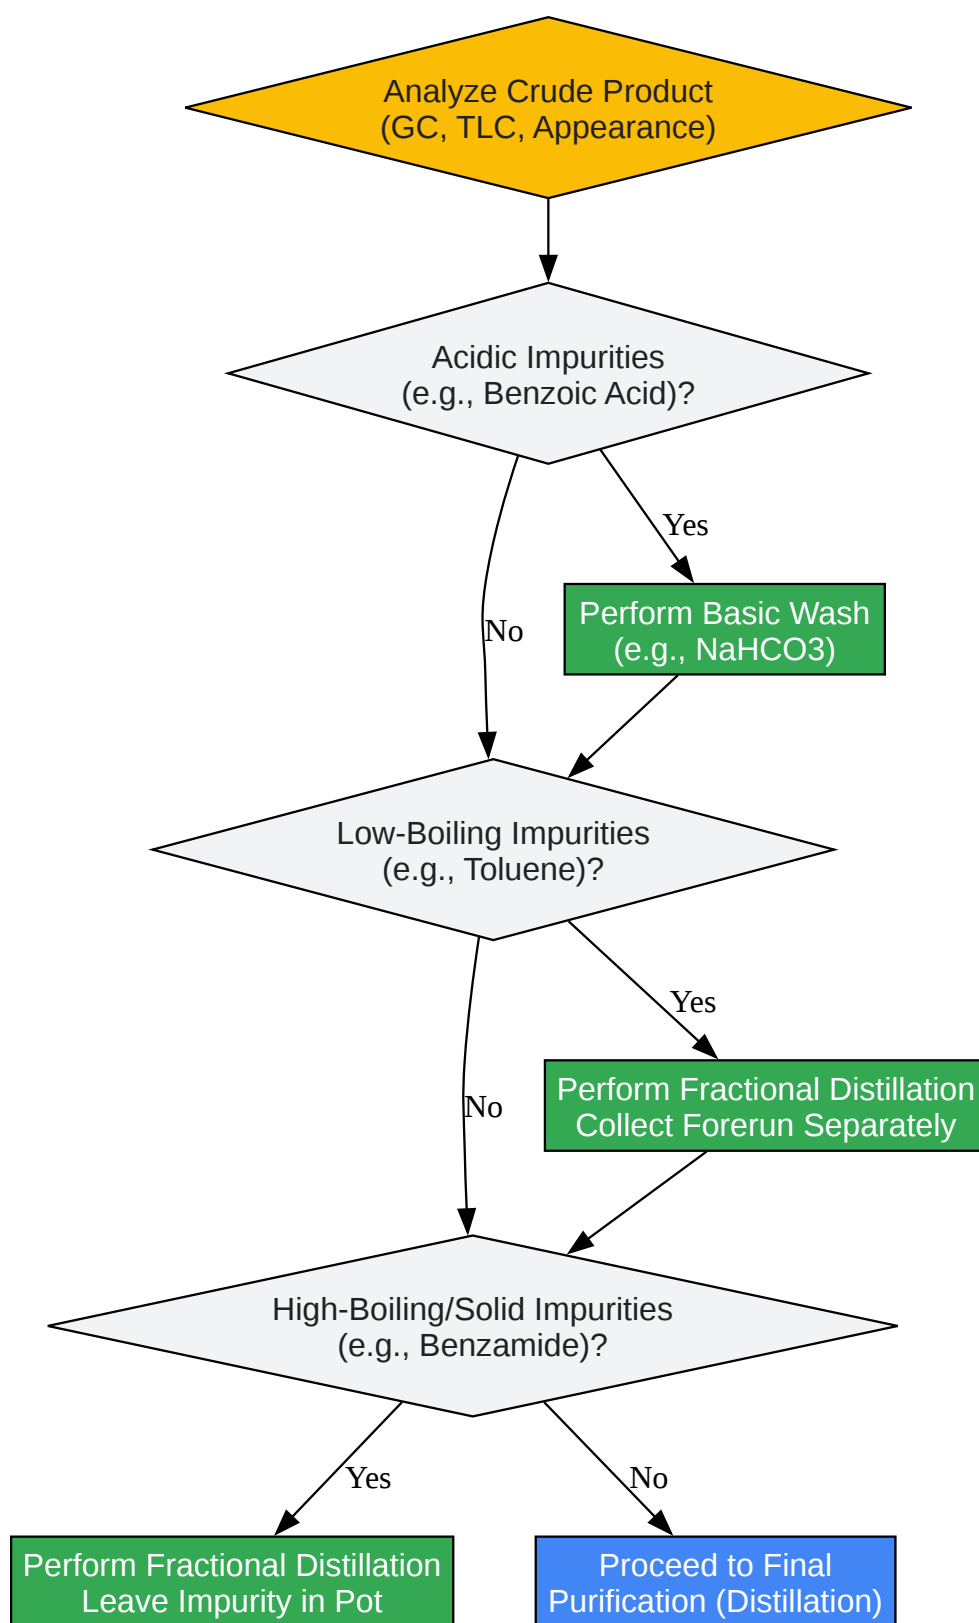 Analyze Crude Product
(GC, TLC, Appearance)
Acidic Impurities
(e.g., Benzoic Acid)?
Yes
Perform Basic Wash
(e.g., NaHCO3)
No
Low-Boiling Impurities
(e.g., Toluene)?
Yes
Perform Fractional Distillation
Collect Forerun Separately
No
High-Boiling/Solid Impurities
(e.g., Benzamide)?
Yes
No
Perform Fractional Distillation
Leave Impurity in Pot
Proceed to Final
Purification (Distillation)